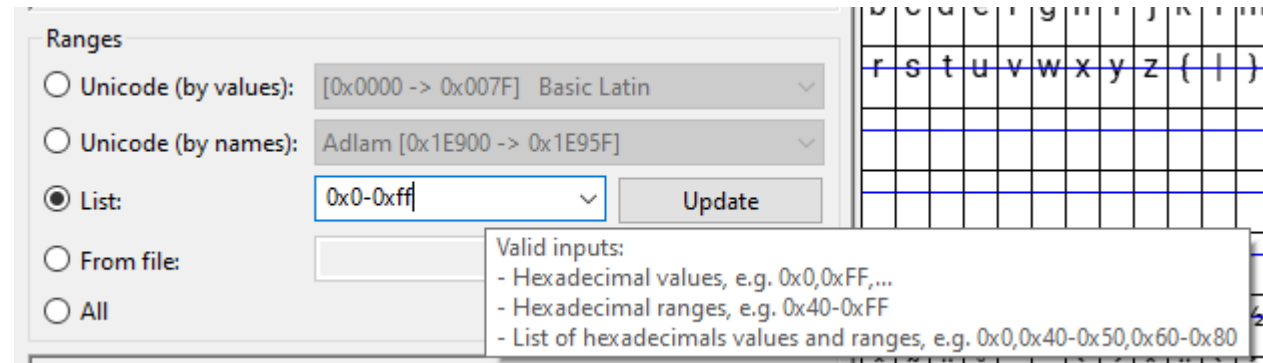 Ranges
Unicode (by values): [0x0000 -> 0x007F] Basic Latin
Unicode (by names): Adlam [0x1E900 -> 0x1E95F]
List: 0x0-0xff Update
From file:
All
Valid inputs:
- Hexadecimal values, e.g. 0x0,0xFF,...
- Hexadecimal ranges, e.g. 0x40-0xFF
- List of hexadecimals values and ranges, e.g. 0x0,0x40-0x50,0x60-0x80
r s t u v w x y z { | }